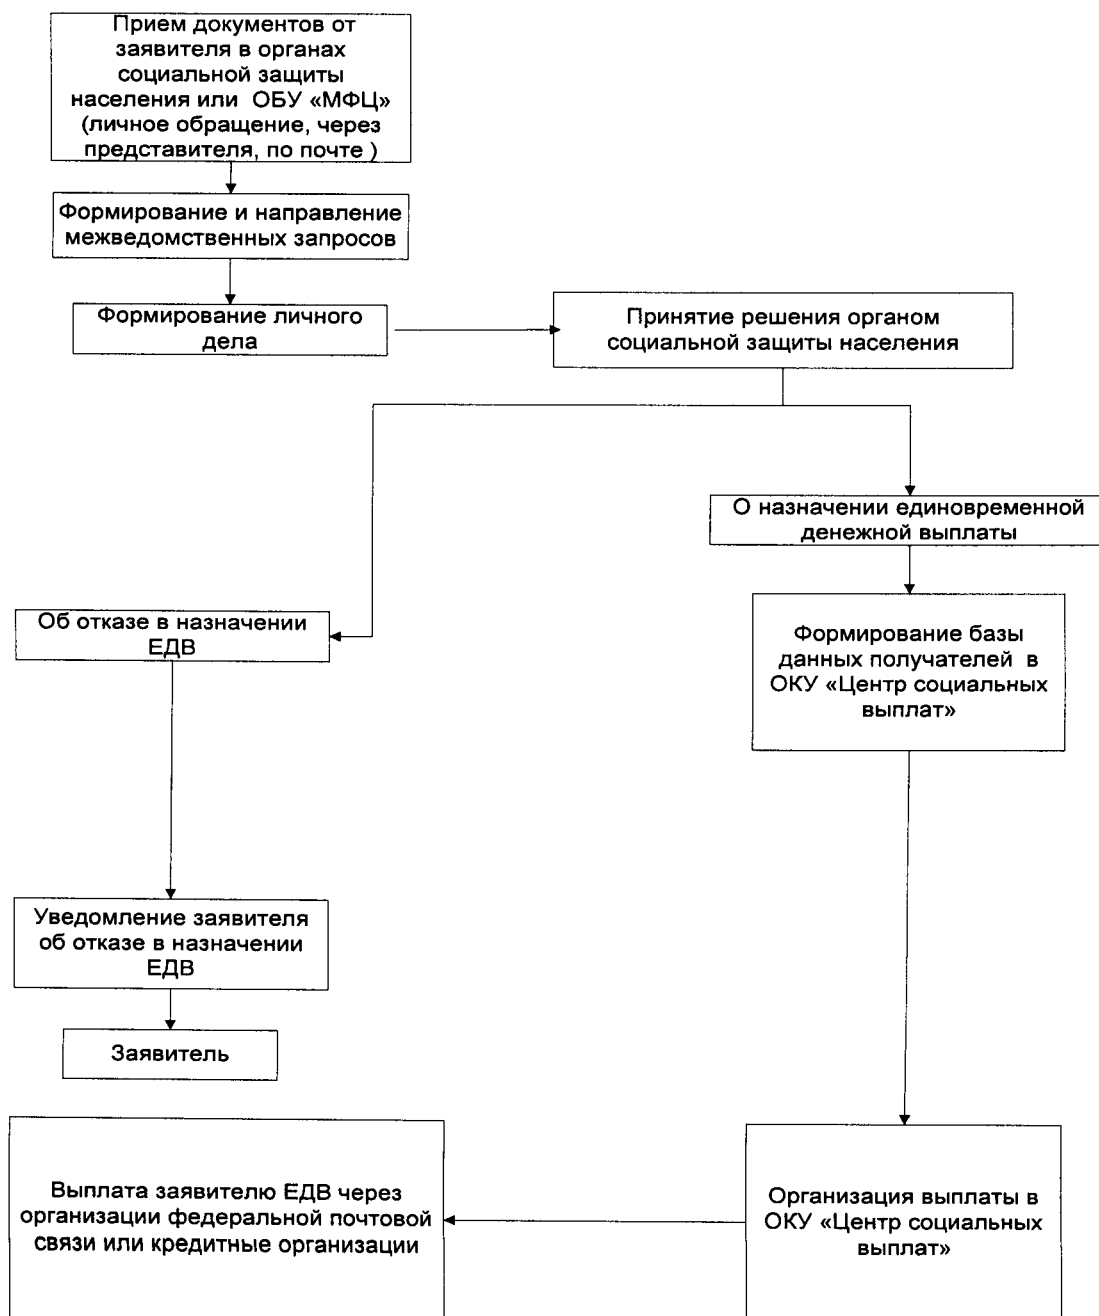 Прием документов от
заявителя в органах
социальной защиты
населения или ОБУ «МФЦ»
(личное обращение, через
представителя, по почте )
Формирование и направление
межведомственных запросов
Формирование личного
дела
Принятие решения органом
социальной защиты населения
О назначении единовременной
денежной выплаты
Об отказе в назначении
ЕДВ
Формирование базы
данных получателей в
ОКУ «Центр социальных
выплат»
Уведомление заявителя
об отказе в назначении
ЕДВ
Заявитель
Выплата заявителю ЕДВ через
организации федеральной почтовой
связи или кредитные организации
Организация выплаты в
ОКУ «Центр социальных
выплат»